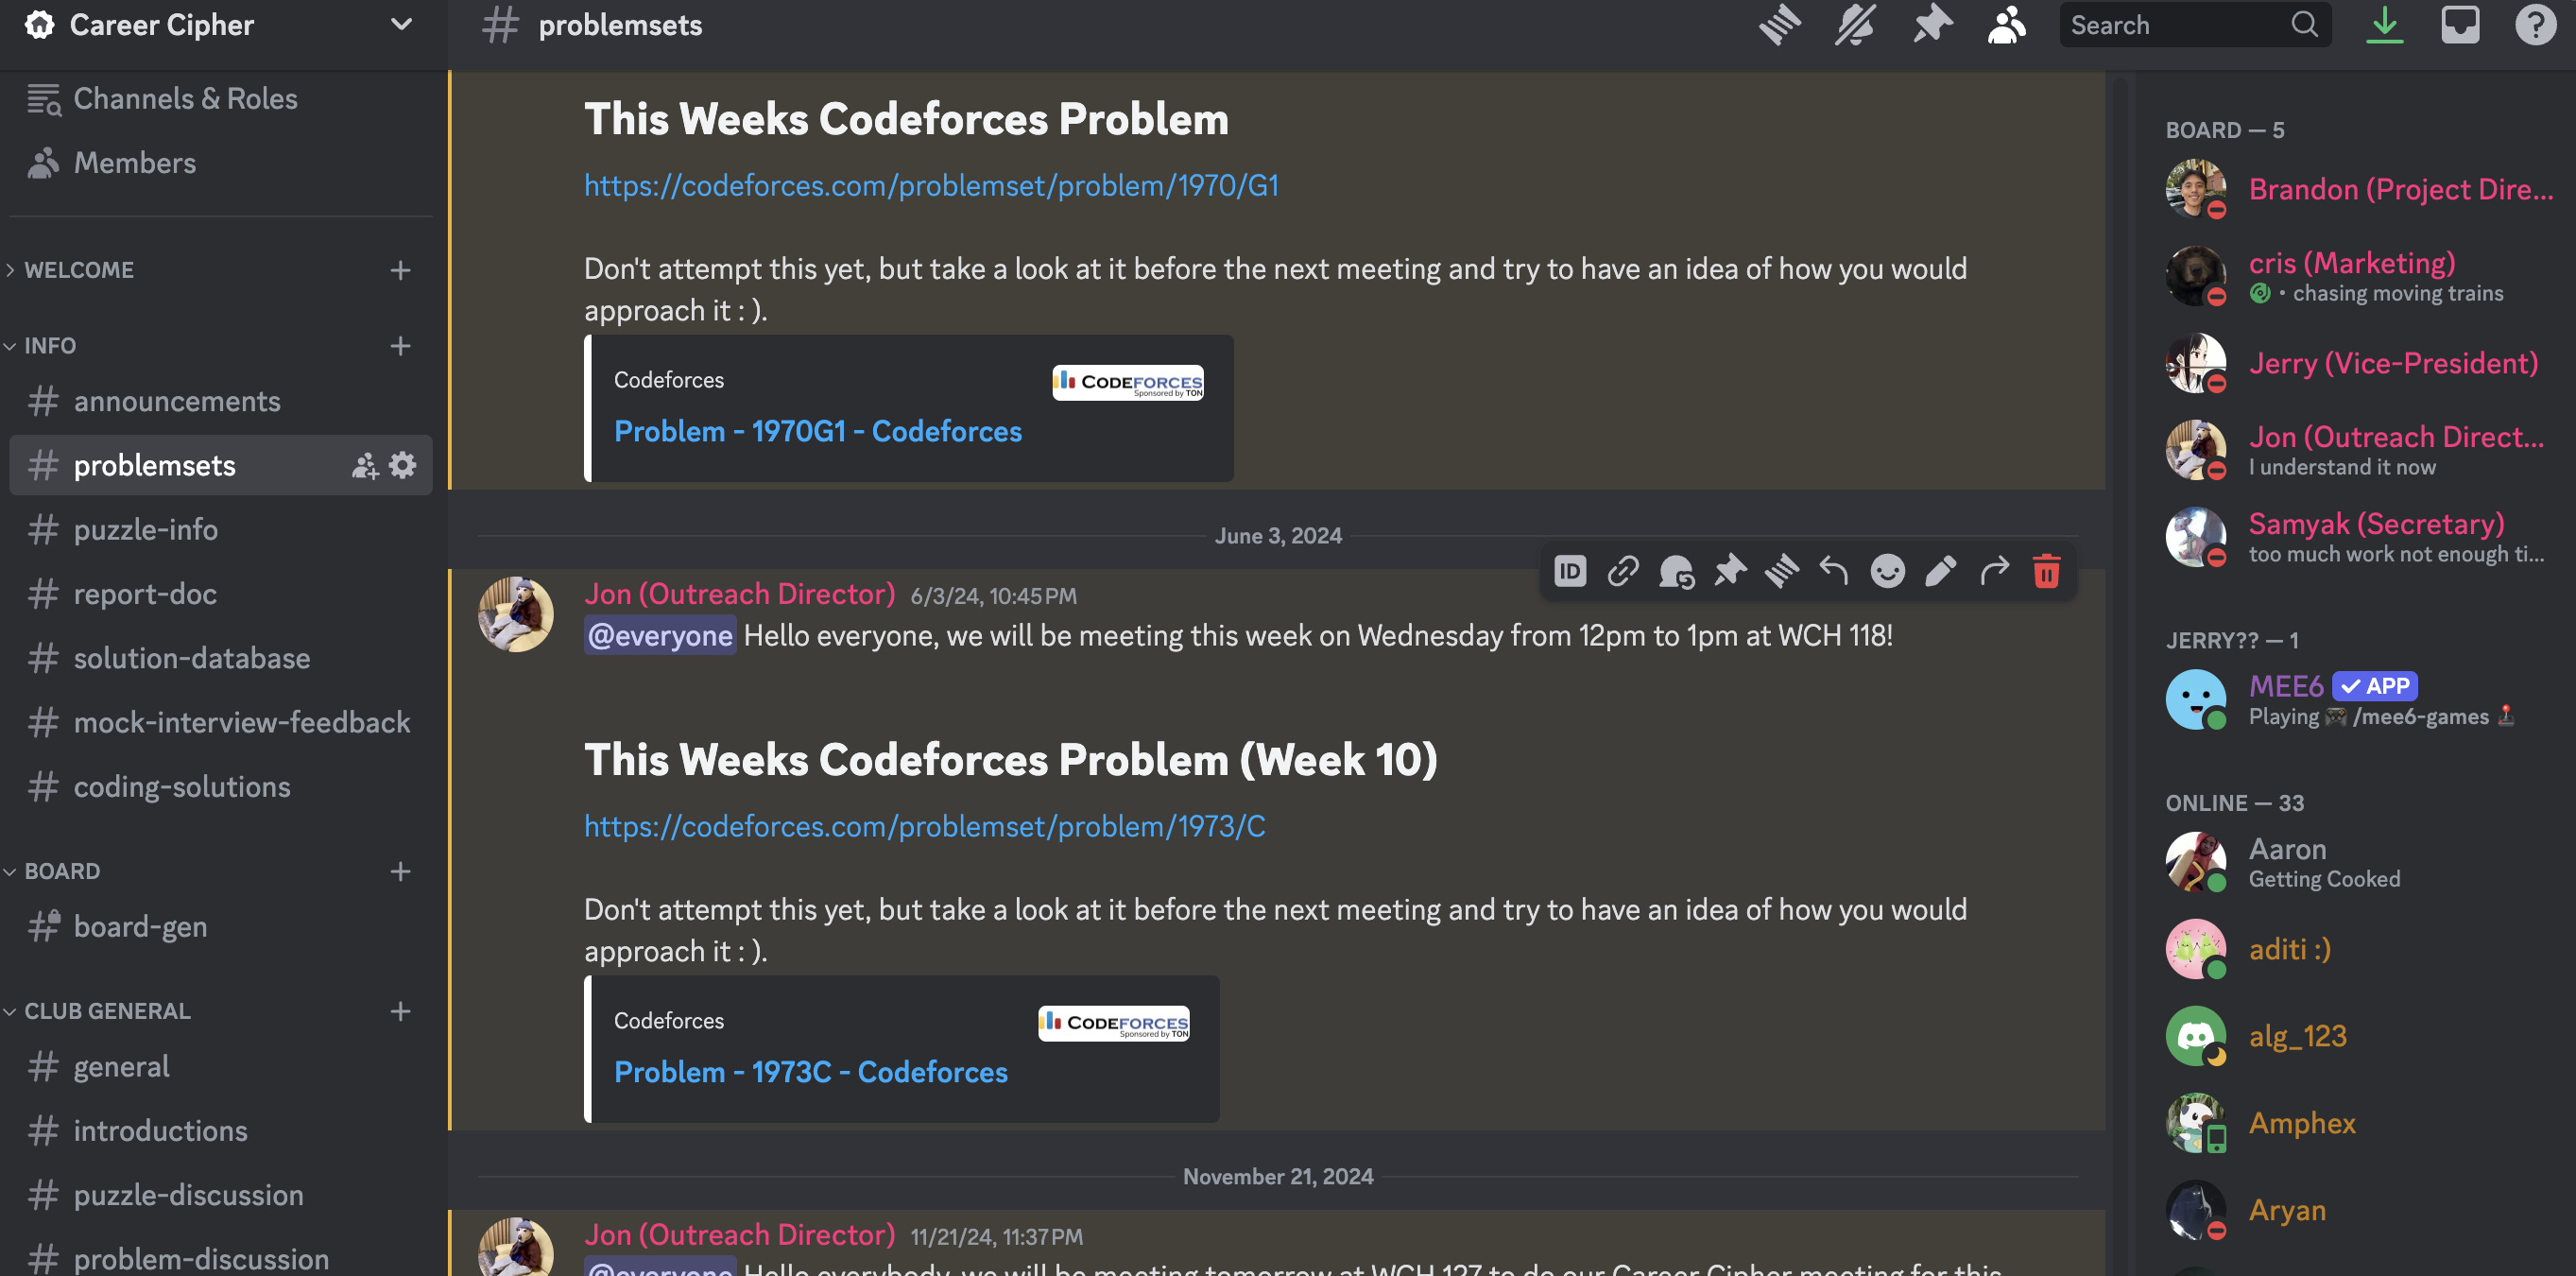 Career Cipher
Channels & Roles
Members
WELCOME
INFO
announcements
problemsets
puzzle-info
report-doc
solution-database
mock-interview-feedback
coding-solutions
BOARD
board-gen
CLUB GENERAL
general
introductions
puzzle-discussion
problem-discussion
problemsets
Search
This Weeks Codeforces Problem
https://codeforces.com/problemset/problem/1970/G1
Don't attempt this yet, but take a look at it before the next meeting and try to have an idea of how you would
approach it : ).
Codeforces
CODEFORCES
Sponsored by TON
Problem - 1970G1 - Codeforces
June 3, 2024
ID
Jon (Outreach Director) 6/3/24, 10:45 PM
@everyone Hello everyone, we will be meeting this week on Wednesday from 12pm to 1pm at WCH 118!
This Weeks Codeforces Problem (Week 10)
https://codeforces.com/problemset/problem/1973/C
Don't attempt this yet, but take a look at it before the next meeting and try to have an idea of how you would
approach it : ).
Codeforces
CODEFORCES
Sponsored by TON
Problem - 1973C - Codeforces
November 21, 2024
Jon (Outreach Director) 11/21/24, 11:37 PM
@everyone Hello everybody, we will be meeting tomorrow at WCH 127 to do our Career Cipher meeting for this
BOARD — 5
Brandon (Project Dire...
cris (Marketing)
• chasing moving trains
Jerry (Vice-President)
Jon (Outreach Direct...
I understand it now
Samyak (Secretary)
too much work not enough ti...
JERRY?? — 1
MEE6 APP
Playing 🎮 /mee6-games 🕹️
ONLINE — 33
Aaron
Getting Cooked
aditi :)
alg_123
Amphex
Aryan